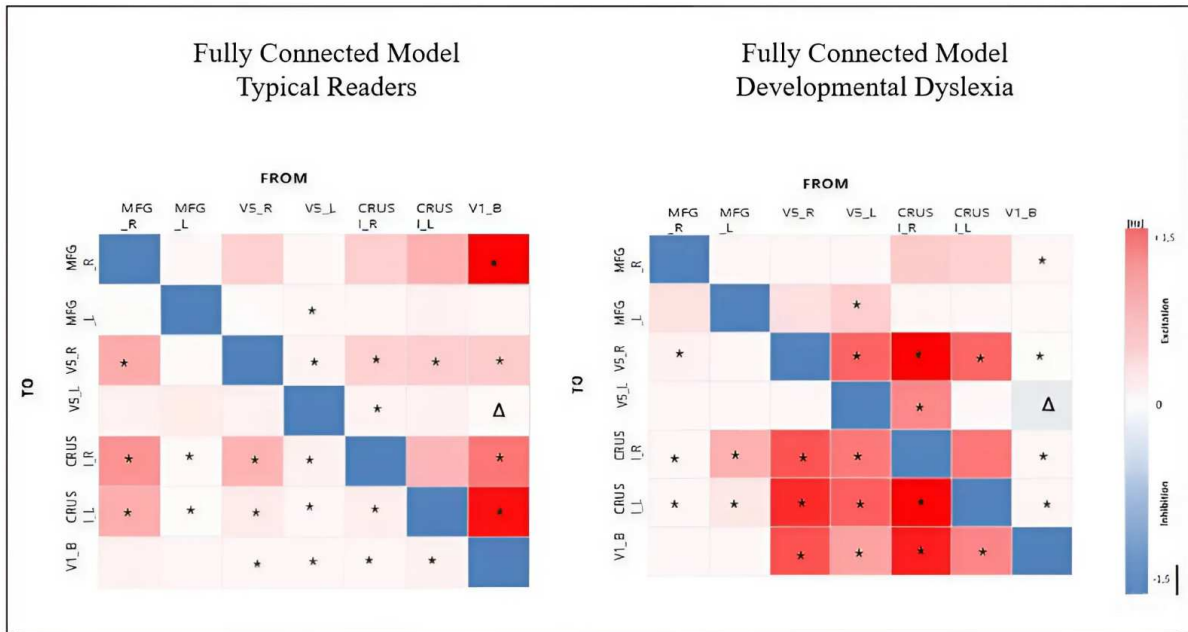 Fully Connected Model
Typical Readers
Fully Connected Model
Developmental Dyslexia
FROM
MFG
_R
MFG
_L
V5_R
V5_L
CRUS
I_R
CRUS
I_L
V1_B
TO
MFG
_R
MFG
_L
V5_R
V5_L
CRUS
I_R
CRUS
I_L
V1_B
* 
*
* * * * *
* Δ
* * * * *
* * * * * *
* * * *
FROM
MFG
_R
MFG
_L
V5_R
V5_L
CRUS
I_R
CRUS
I_L
V1_B
TO
MFG
_R
MFG
_L
V5_R
V5_L
CRUS
I_R
CRUS
I_L
V1_B
*
*
* * * * *
* Δ
* * * * *
* * * * * *
* * * *
1,5
Excitation
0
Inhibition
-1,5